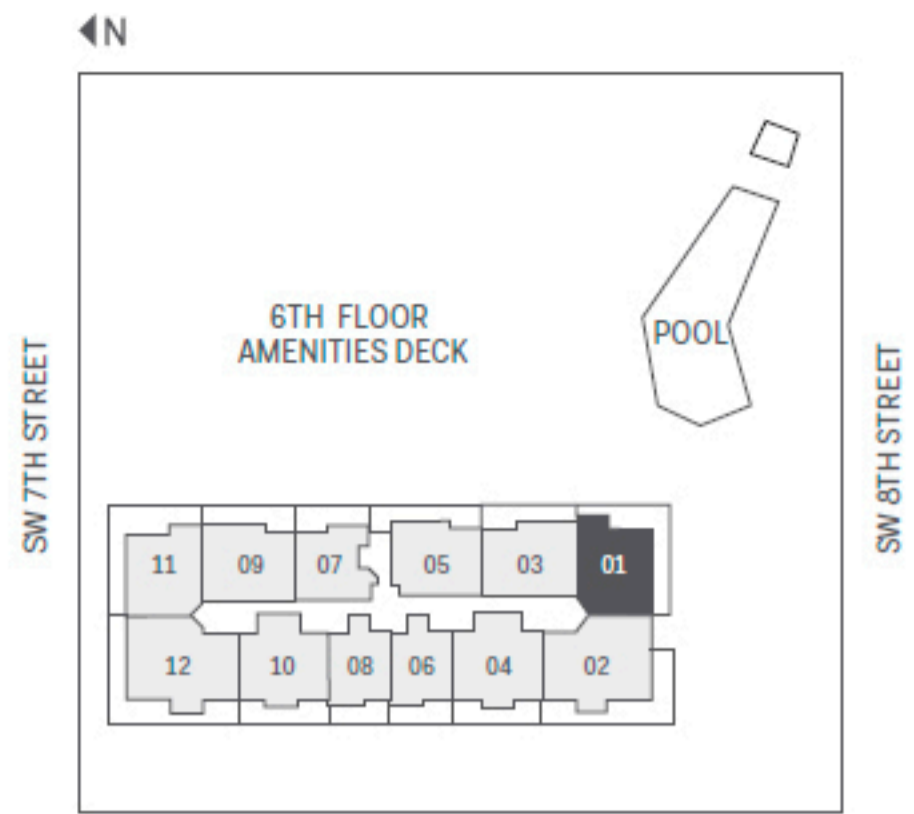 N
6TH FLOOR
AMENITIES DECK
POOL
SW 7TH STREET
SW 8TH STREET
11
09
07
05
03
01
12
10
08
06
04
02